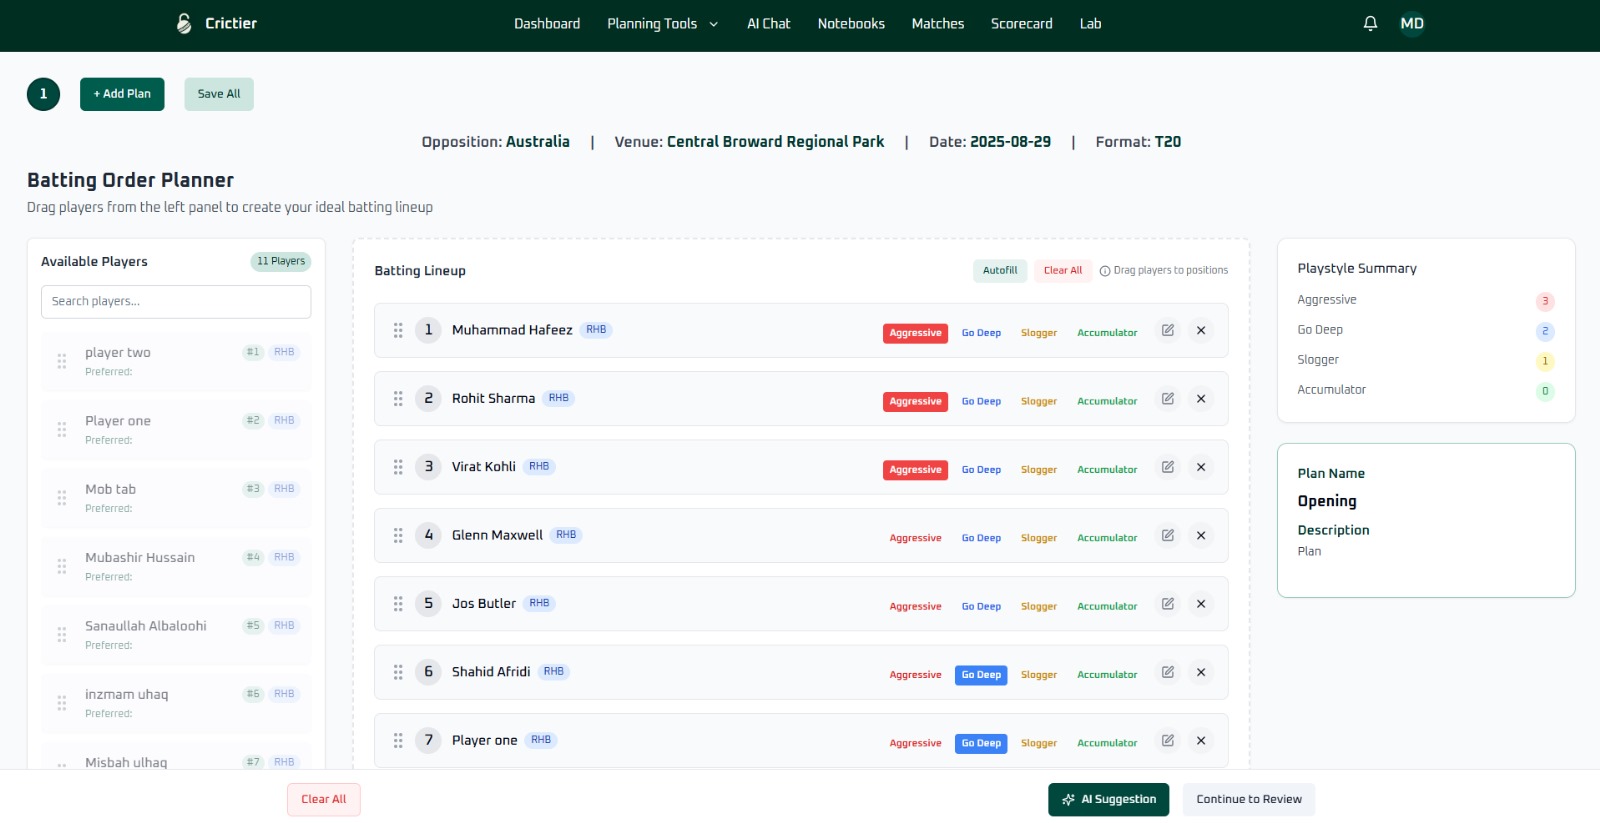 Crictier
Dashboard Planning Tools AI Chat Notebooks Matches Scorecard Lab
MD
1 + Add Plan Save All
Opposition: Australia | Venue: Central Broward Regional Park | Date: 2025-08-29 | Format: T20
Batting Order Planner
Drag players from the left panel to create your ideal batting lineup
Available Players 11 Players
Search players...
player two #1 RHB
Preferred:
Player one #2 RHB
Preferred:
Mob tab #3 RHB
Preferred:
Mubashir Hussain #4 RHB
Preferred:
Sanaullah Albaloohi #5 RHB
Preferred:
inzmam uhaq #6 RHB
Preferred:
Misbah ulhaq #7 RHB
Batting Lineup Autofill Clear All Drag players to positions
1 Muhammad Hafeez RHB Aggressive Go Deep Slogger Accumulator
2 Rohit Sharma RHB Aggressive Go Deep Slogger Accumulator
3 Virat Kohli RHB Aggressive Go Deep Slogger Accumulator
4 Glenn Maxwell RHB Aggressive Go Deep Slogger Accumulator
5 Jos Butler RHB Aggressive Go Deep Slogger Accumulator
6 Shahid Afridi RHB Aggressive Go Deep Slogger Accumulator
7 Player one RHB Aggressive Go Deep Slogger Accumulator
Playstyle Summary
Aggressive 3
Go Deep 2
Slogger 1
Accumulator 0
Plan Name
Opening
Description
Plan
Clear All AI Suggestion Continue to Review